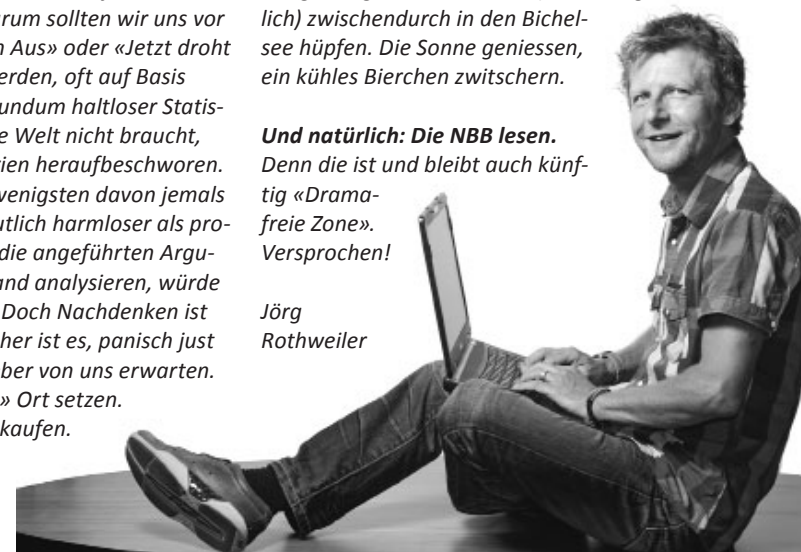 rum sollten wir uns vor
Aus» oder «Jetzt droht
erden, oft auf Basis
undum haltloser Statis-
e Welt nicht braucht,
rien heraufbeschworen.
wenigsten davon jemals
utlich harmloser als pro-
die angeführten Argu-
and analysieren, würde
Doch Nachdenken ist
her ist es, panisch just
ber von uns erwarten.
» Ort setzen.
kaufen.
lich) zwischendurch in den Bichel-
see hüpfen. Die Sonne geniessen,
ein kühles Bierchen zwitschern.
Und natürlich: Die NBB lesen.
Denn die ist und bleibt auch künf-
tig «Drama-
freie Zone».
Versprochen!
Jörg
Rothweiler